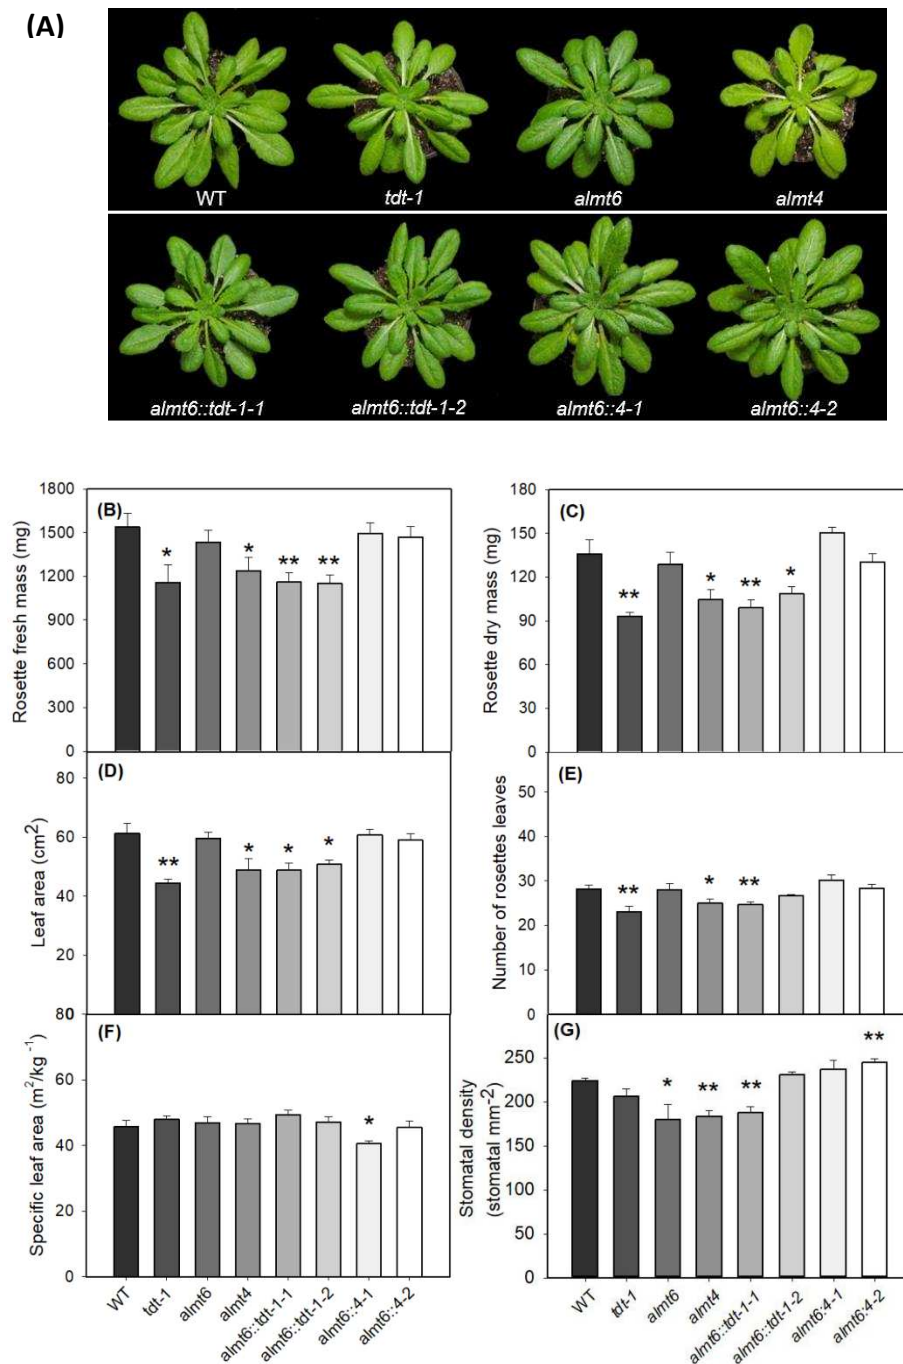 (A)
WT tdt-1 almt6 almt4
almt6::tdt-1-1 almt6::tdt-1-2 almt6::4-1 almt6::4-2
(B)
Rosette fresh mass (mg)
1800
1500
1200
900
600
300
0
* * ** **
(C)
Rosette dry mass (mg)
180
150
120
90
60
30
0
** * ** *
(D)
Leaf area (cm2)
80
60
40
20
0
** * * *
(E)
Number of rosettes leaves
50
40
30
20
10
0
** * **
(F)
Specific leaf area (m2/kg -1)
80
60
40
20
0
*
WT tdt-1 almt6 almt4 almt6::tdt-1-1 almt6::tdt-1-2 almt6::4-1 almt6::4-2
(G)
Stomatal density
(stomatal mm-2)
250
200
150
100
50
0
* ** ** **
WT tdt-1 almt6 almt4 almt6::tdt-1-1 almt6::tdt-1-2 almt6:4-1 almt6:4-2